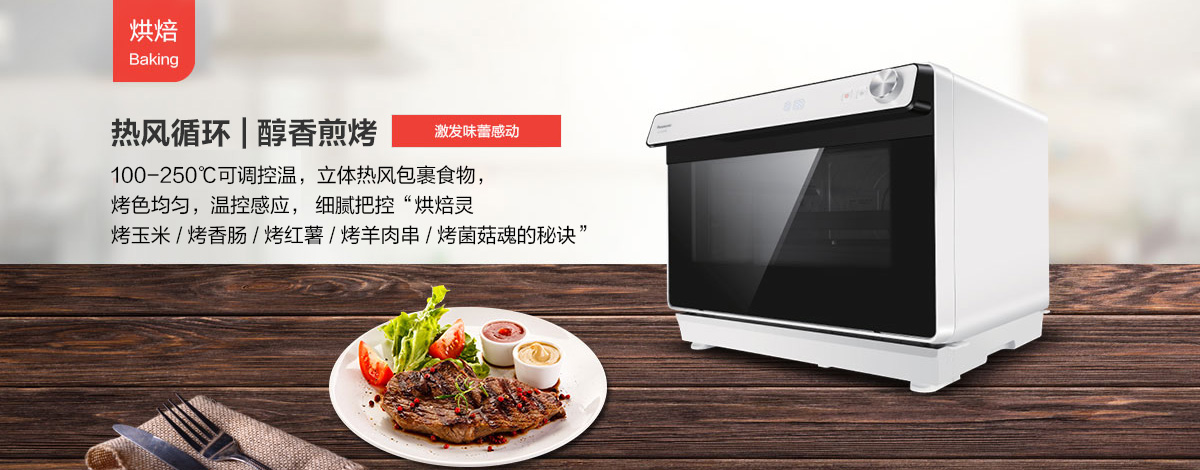 烘焙
Baking
热风循环 | 醇香煎烤
激发味蕾感动
100-250℃可调控温，立体热风包裹食物，
烤色均匀，温控感应， 细腻把控“烘焙灵
烤玉米 / 烤香肠 / 烤红薯 / 烤羊肉串 / 烤菌菇魂的秘诀”
Panasonic